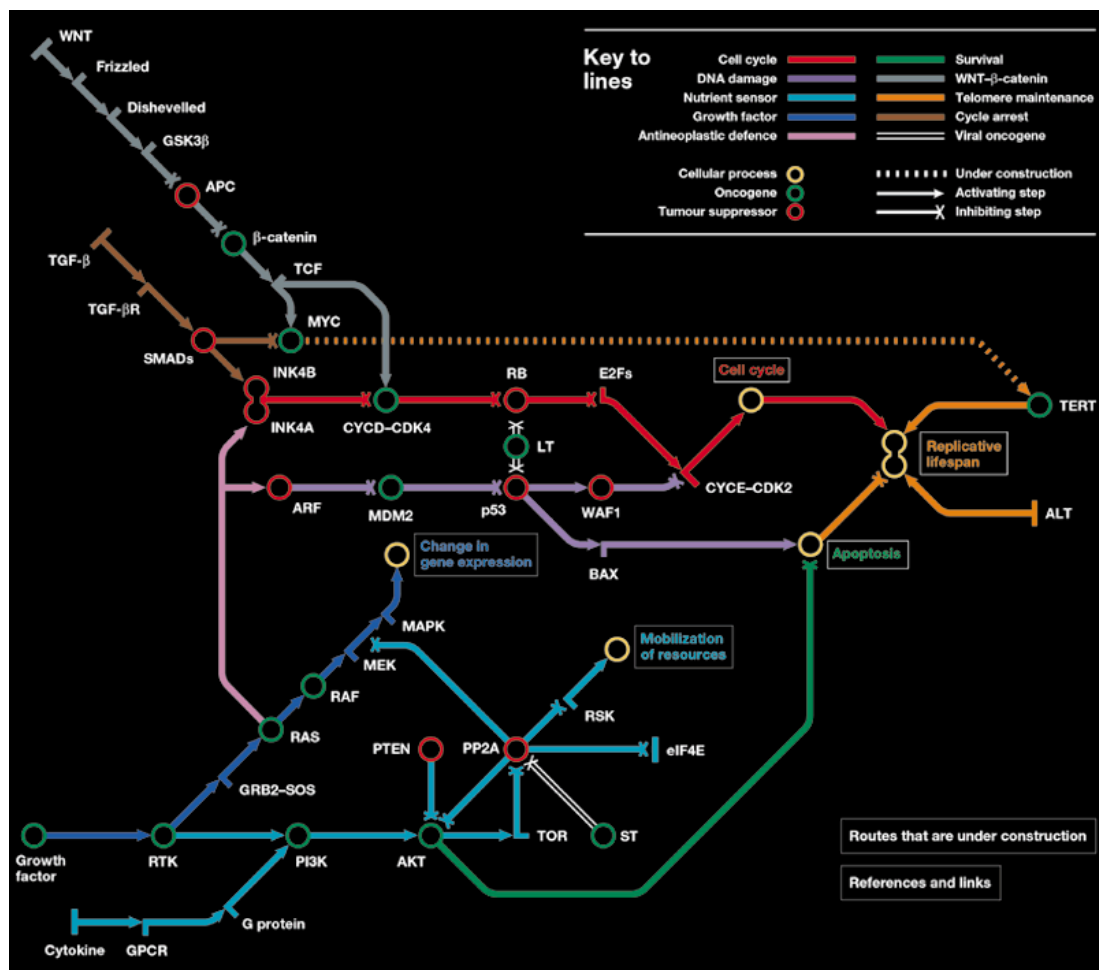 WNT
Frizzled
Dishevelled
GSK3β
APC
β-catenin
TCF
MYC
TGF-β
TGF-βR
SMADs
INK4B
INK4A
CYCD–CDK4
RB
E2Fs
Cell cycle
TERT
Replicative
lifespan
LT
CYCE–CDK2
ARF
MDM2
p53
WAF1
ALT
BAX
Apoptosis
Change in
gene expression
MAPK
MEK
RAF
RAS
Mobilization
of resources
RSK
PTEN
PP2A
eIF4E
GRB2–SOS
Growth
factor
RTK
PI3K
AKT
TOR
ST
Cytokine
GPCR
G protein
Key to
lines
Cell cycle
DNA damage
Nutrient sensor
Growth factor
Antineoplastic defence
Survival
WNT–β-catenin
Telomere maintenance
Cycle arrest
Viral oncogene
Cellular process
Oncogene
Tumour suppressor
Under construction
Activating step
Inhibiting step
Routes that are under construction
References and links